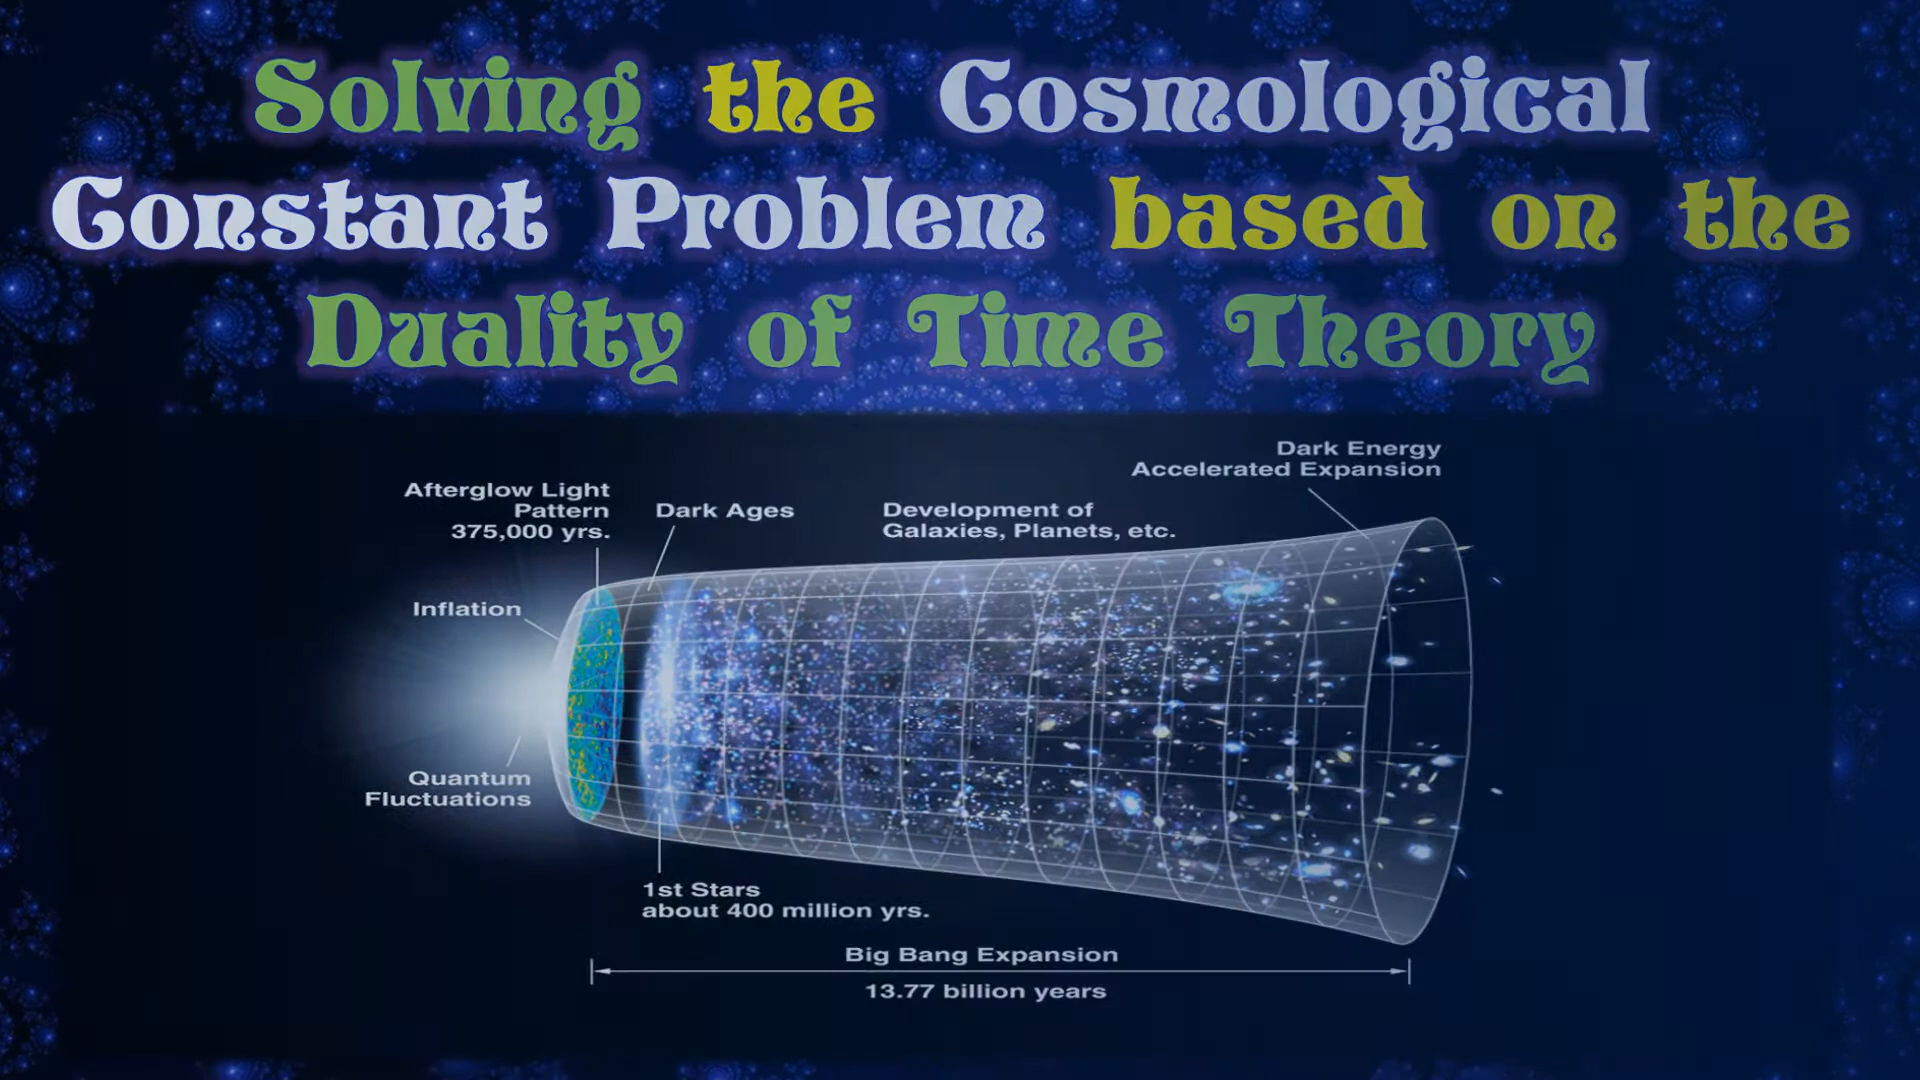 Solving the Cosmological
Constant Problem based on the
Duality of Time Theory
Dark Energy
Accelerated Expansion
Afterglow Light
Pattern
375,000 yrs.
Dark Ages
Development of
Galaxies, Planets, etc.
Inflation
Quantum
Fluctuations
1st Stars
about 400 million yrs.
Big Bang Expansion
13.77 billion years